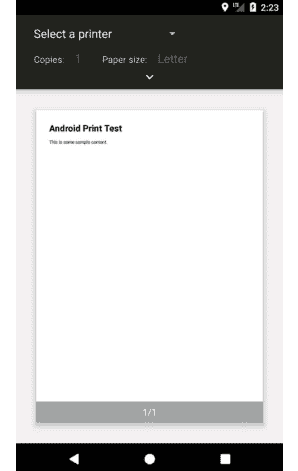 2:23
Select a printer
Copies: 1 Paper size: Letter
Android Print Test
This is some sample content.
1/1